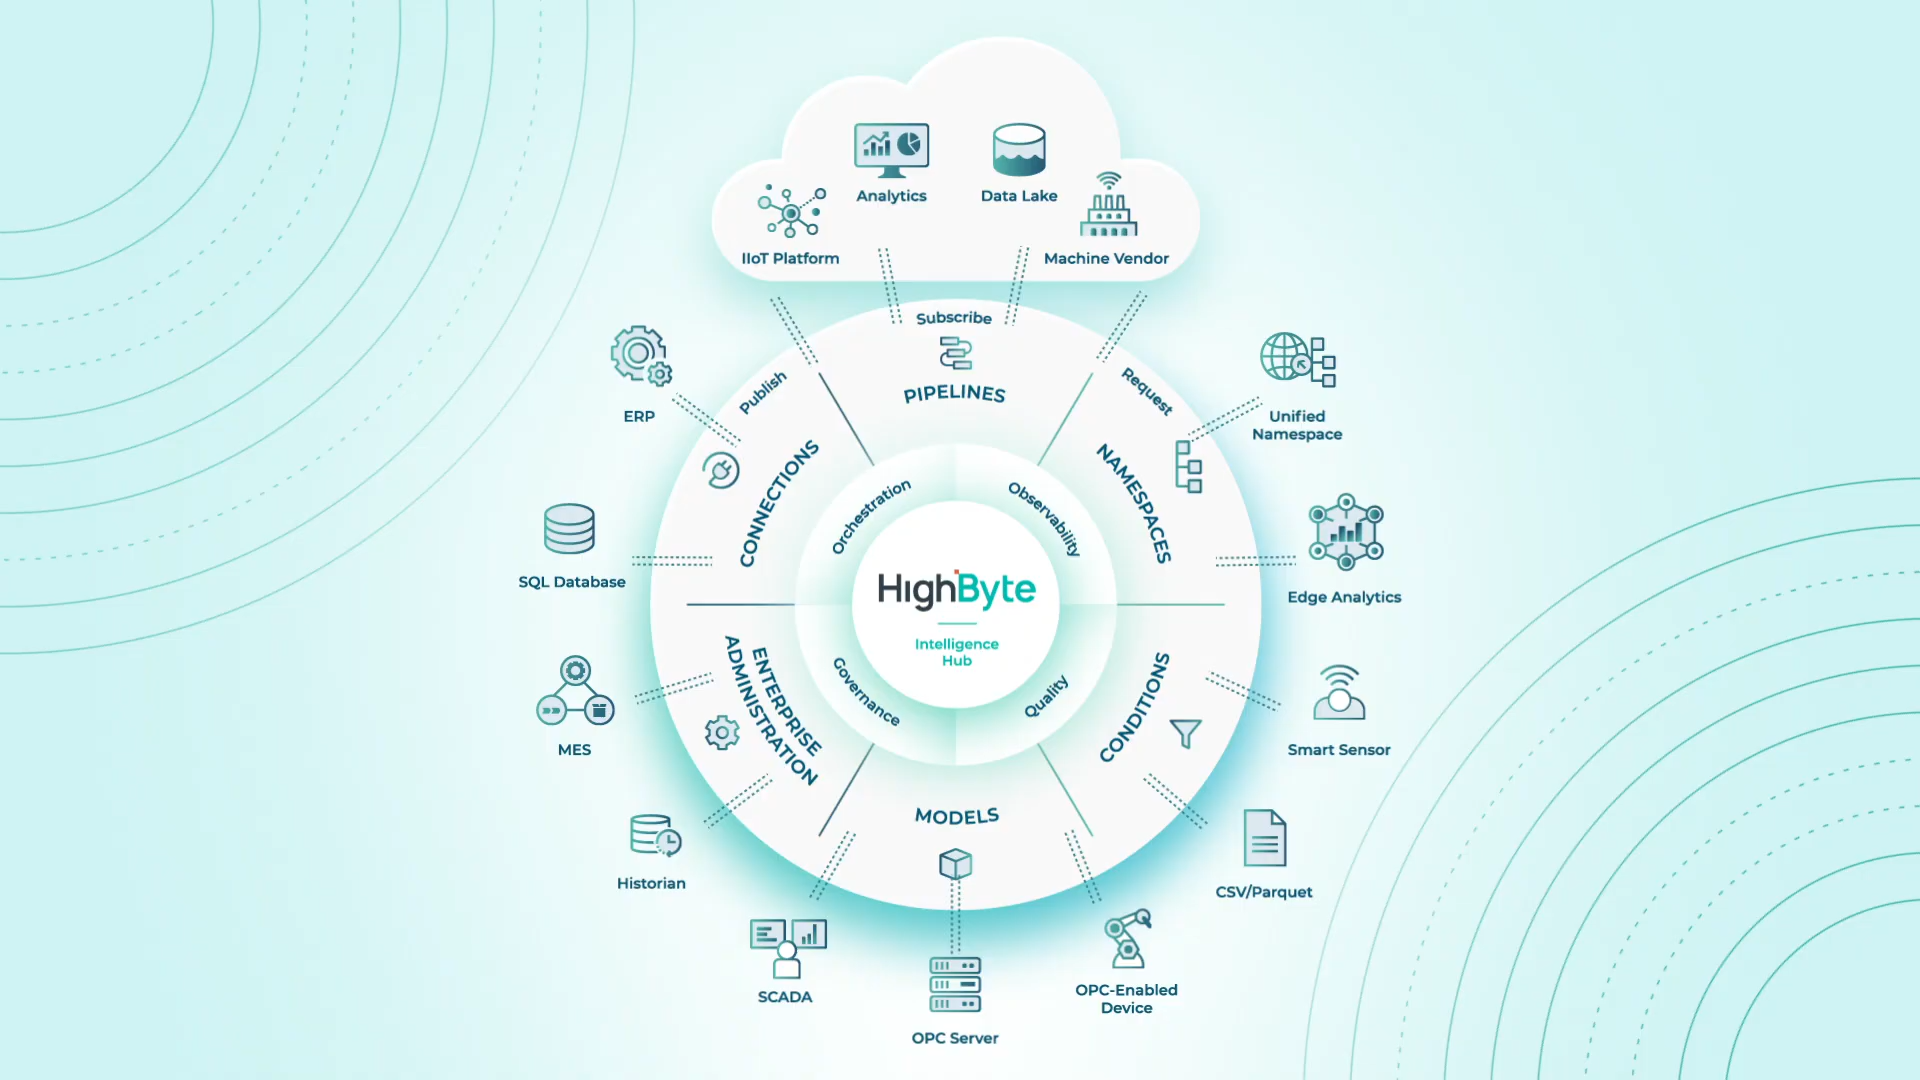 Analytics
Data Lake
IIoT Platform
Machine Vendor
Subscribe
PIPELINES
Publish
Request
ERP
Unified
Namespace
CONNECTIONS
NAMESPACES
Orchestration
Observability
SQL Database
Edge Analytics
HighByte
Intelligence
Hub
ENTERPRISE
ADMINISTRATION
Governance
Quality
CONDITIONS
MES
Smart Sensor
MODELS
Historian
CSV/Parquet
SCADA
OPC-Enabled
Device
OPC Server